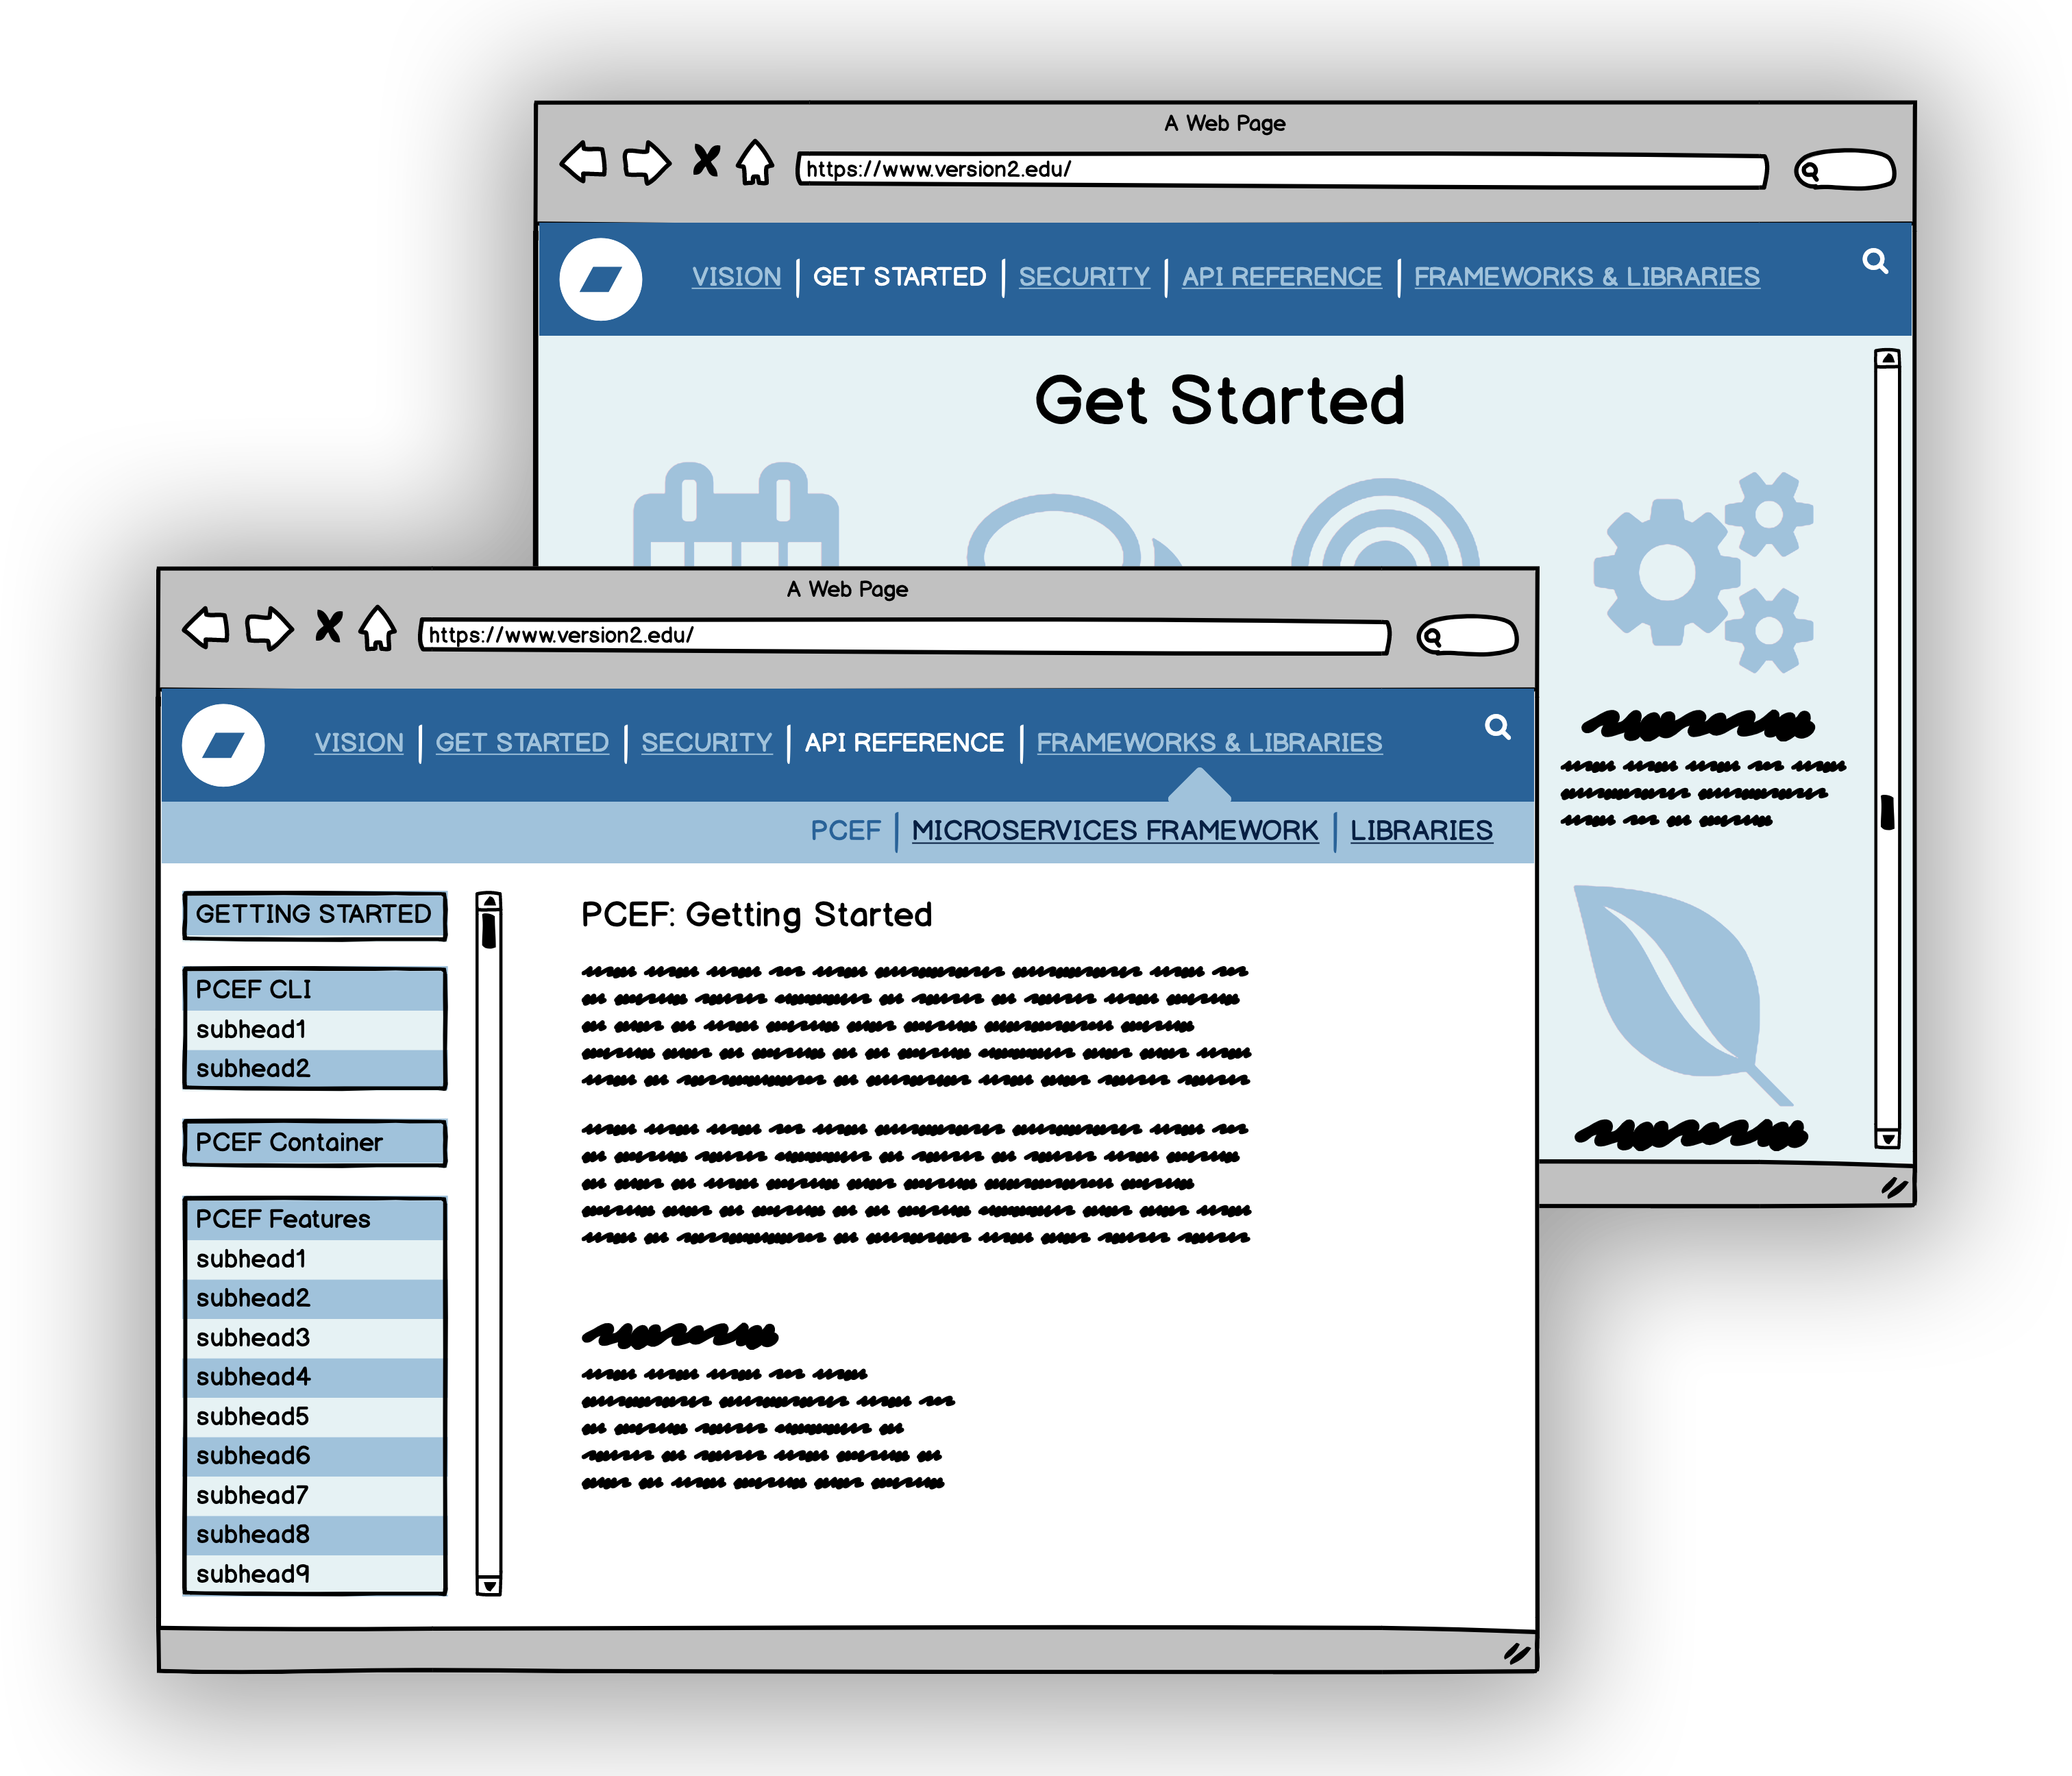 A Web Page
https://www.version2.edu/
VISION GET STARTED SECURITY API REFERENCE FRAMEWORKS & LIBRARIES
Get Started
A Web Page
https://www.version2.edu/
VISION GET STARTED SECURITY API REFERENCE FRAMEWORKS & LIBRARIES
PCEF MICROSERVICES FRAMEWORK LIBRARIES
GETTING STARTED
PCEF CLI
subhead1
subhead2
PCEF Container
PCEF Features
subhead1
subhead2
subhead3
subhead4
subhead5
subhead6
subhead7
subhead8
subhead9
PCEF: Getting Started